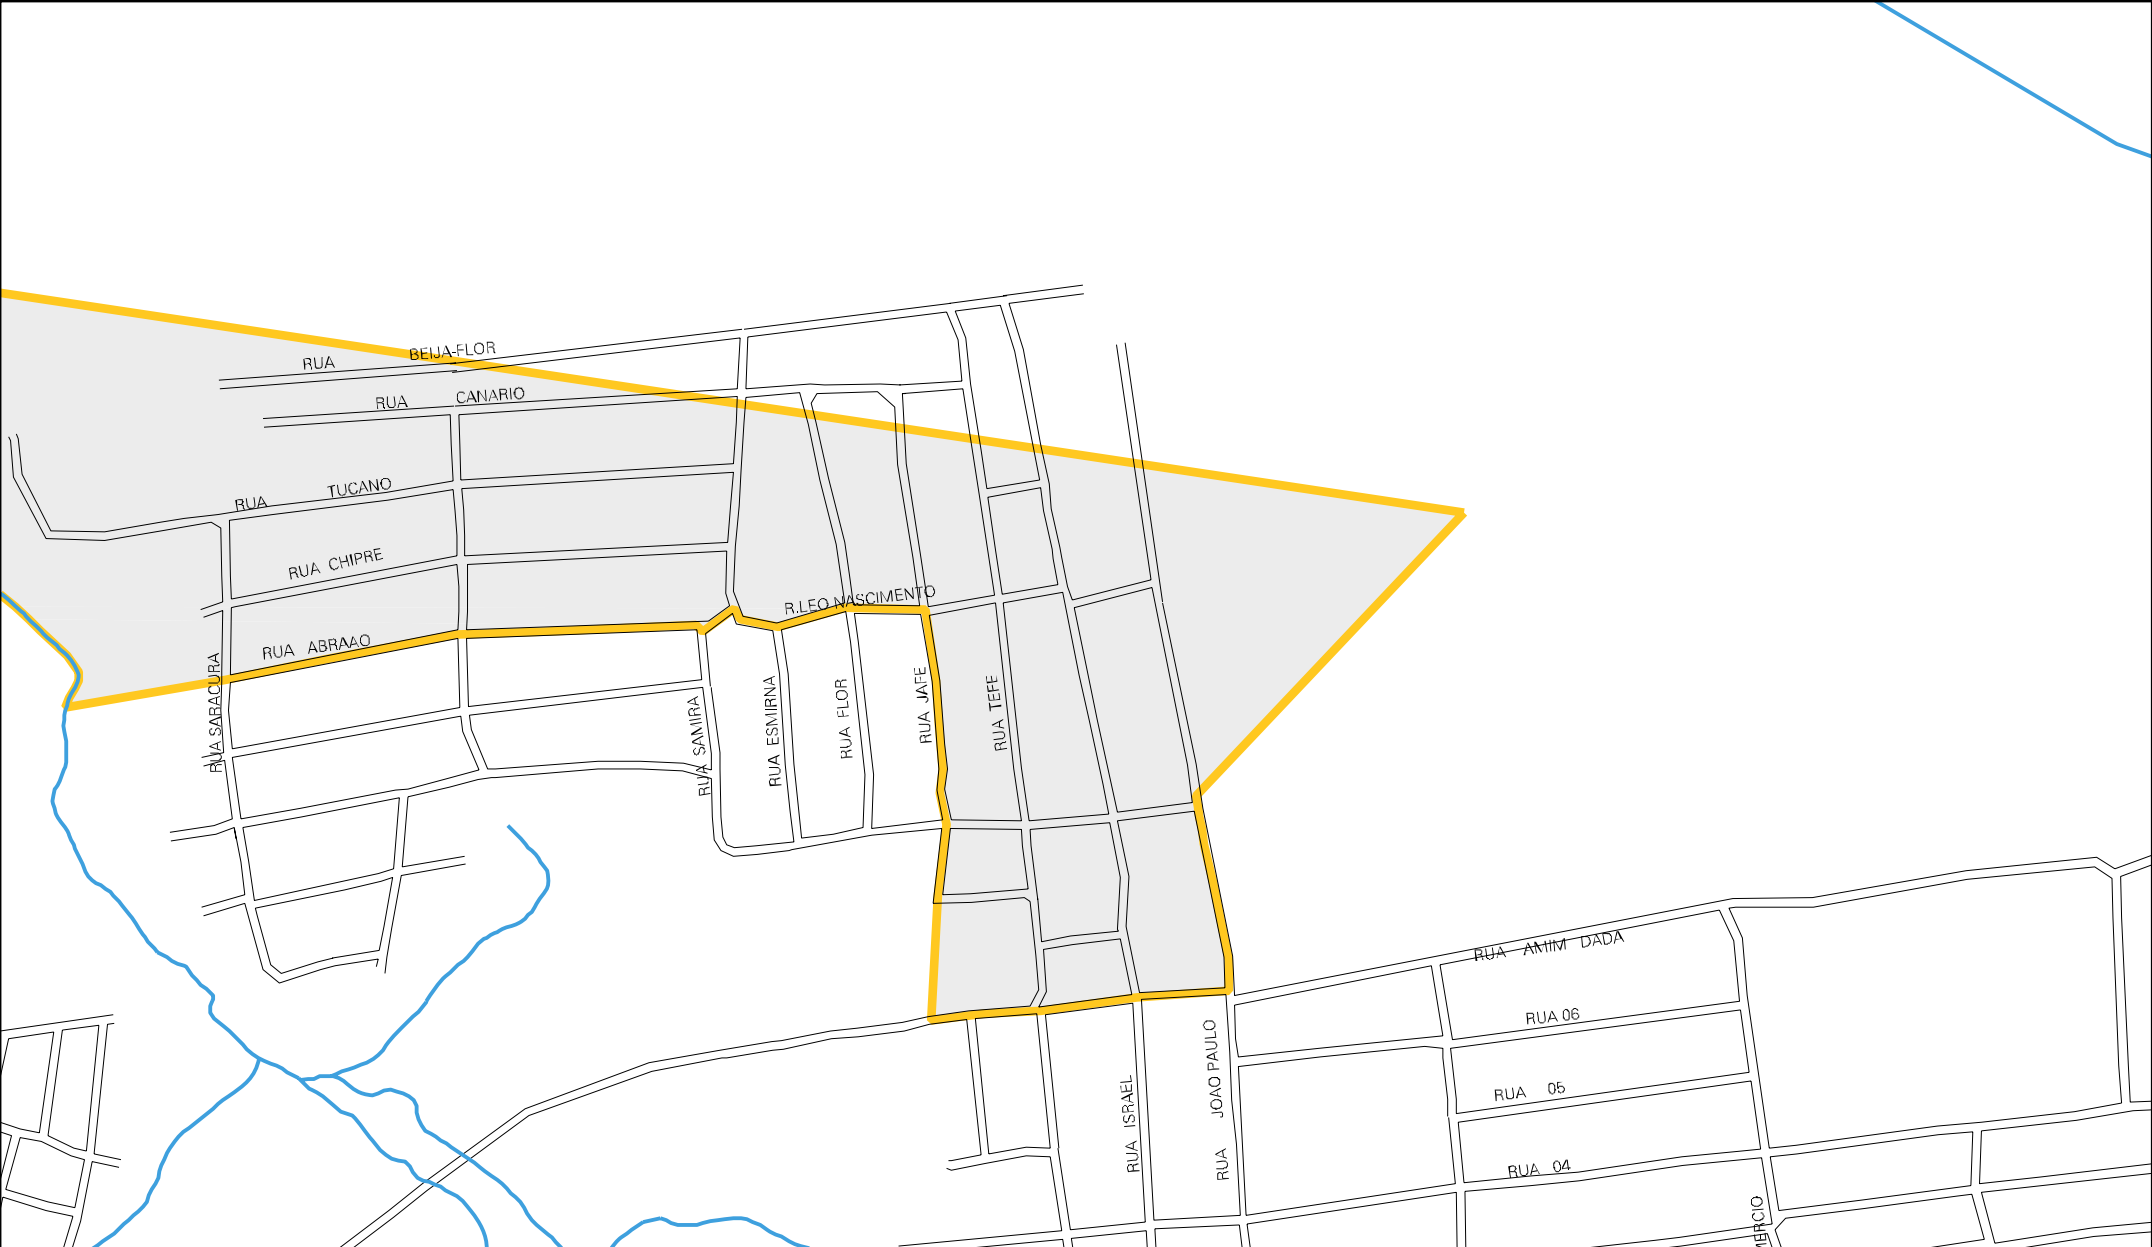 RUA BEIJA-FLOR
RUA CANARIO
RUA TUCANO
RUA CHIPRE
R.LEO NASCIMENTO
RUA ABRAAO
RUA SARACURA
RUA SAMIRA
RUA ESMIRNA
RUA FLOR
RUA JAFE
RUA TEFE
RUA AMIM DADA
RUA 06
RUA JOAO PAULO
RUA ISRAEL
RUA 05
RUA 04